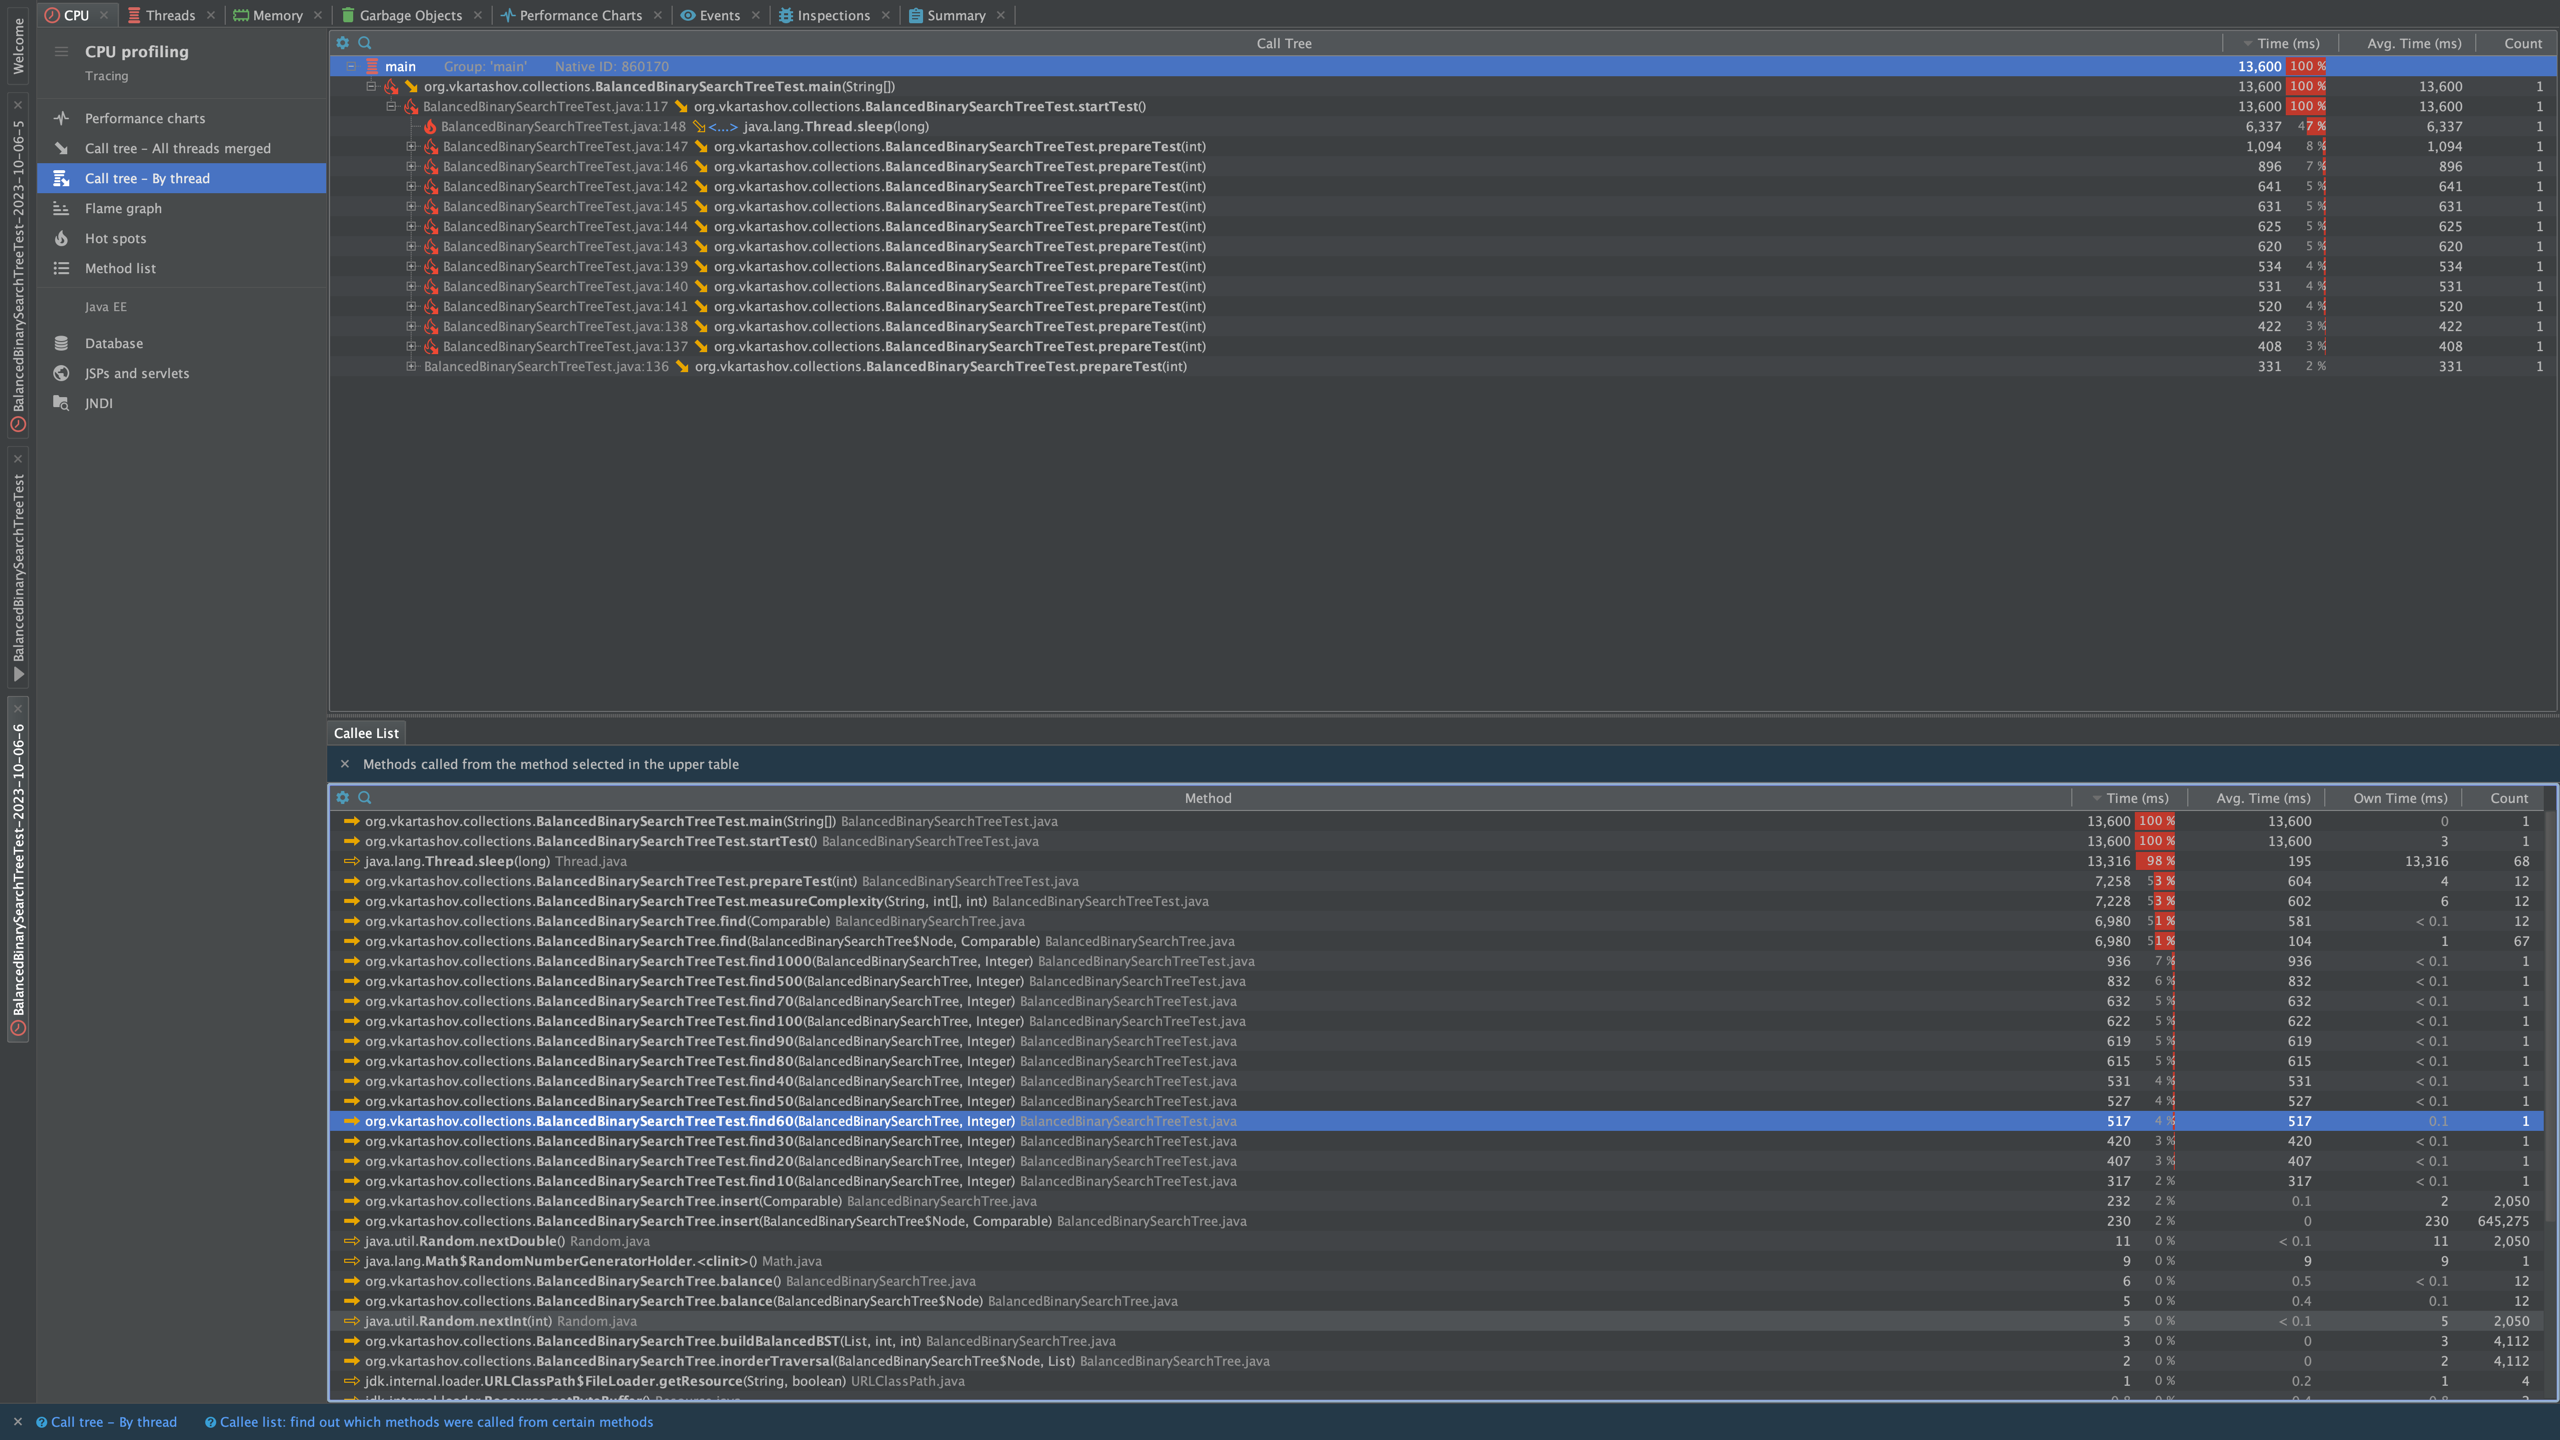 CPU
Threads
Memory
Garbage Objects
Performance Charts
Events
Inspections
Summary
Welcome
BalancedBinarySearchTreeTest-2023-10-06-5
BalancedBinarySearchTreeTest
BalancedBinarySearchTreeTest-2023-10-06-6
CPU profiling
Tracing
Performance charts
Call tree – All threads merged
Call tree – By thread
Flame graph
Hot spots
Method list
Java EE
Database
JSPs and servlets
JNDI
Call Tree Time (ms) Avg. Time (ms) Count
main Group: 'main' Native ID: 860170 13,600 100 %
org.vkartashov.collections.BalancedBinarySearchTreeTest.main(String[]) 13,600 100 % 13,600 1
BalancedBinarySearchTreeTest.java:117 org.vkartashov.collections.BalancedBinarySearchTreeTest.startTest() 13,600 100 % 13,600 1
BalancedBinarySearchTreeTest.java:148 <...> java.lang.Thread.sleep(long) 6,337 47 % 6,337 1
BalancedBinarySearchTreeTest.java:147 org.vkartashov.collections.BalancedBinarySearchTreeTest.prepareTest(int) 1,094 8 % 1,094 1
BalancedBinarySearchTreeTest.java:146 org.vkartashov.collections.BalancedBinarySearchTreeTest.prepareTest(int) 896 7 % 896 1
BalancedBinarySearchTreeTest.java:142 org.vkartashov.collections.BalancedBinarySearchTreeTest.prepareTest(int) 641 5 % 641 1
BalancedBinarySearchTreeTest.java:145 org.vkartashov.collections.BalancedBinarySearchTreeTest.prepareTest(int) 631 5 % 631 1
BalancedBinarySearchTreeTest.java:144 org.vkartashov.collections.BalancedBinarySearchTreeTest.prepareTest(int) 625 5 % 625 1
BalancedBinarySearchTreeTest.java:143 org.vkartashov.collections.BalancedBinarySearchTreeTest.prepareTest(int) 620 5 % 620 1
BalancedBinarySearchTreeTest.java:139 org.vkartashov.collections.BalancedBinarySearchTreeTest.prepareTest(int) 534 4 % 534 1
BalancedBinarySearchTreeTest.java:140 org.vkartashov.collections.BalancedBinarySearchTreeTest.prepareTest(int) 531 4 % 531 1
BalancedBinarySearchTreeTest.java:141 org.vkartashov.collections.BalancedBinarySearchTreeTest.prepareTest(int) 520 4 % 520 1
BalancedBinarySearchTreeTest.java:138 org.vkartashov.collections.BalancedBinarySearchTreeTest.prepareTest(int) 422 3 % 422 1
BalancedBinarySearchTreeTest.java:137 org.vkartashov.collections.BalancedBinarySearchTreeTest.prepareTest(int) 408 3 % 408 1
BalancedBinarySearchTreeTest.java:136 org.vkartashov.collections.BalancedBinarySearchTreeTest.prepareTest(int) 331 2 % 331 1
Callee List
Methods called from the method selected in the upper table
Method Time (ms) Avg. Time (ms) Own Time (ms) Count
org.vkartashov.collections.BalancedBinarySearchTreeTest.main(String[]) BalancedBinarySearchTreeTest.java 13,600 100 % 13,600 0 1
org.vkartashov.collections.BalancedBinarySearchTreeTest.startTest() BalancedBinarySearchTreeTest.java 13,600 100 % 13,600 3 1
java.lang.Thread.sleep(long) Thread.java 13,316 98 % 195 13,316 68
org.vkartashov.collections.BalancedBinarySearchTreeTest.prepareTest(int) BalancedBinarySearchTreeTest.java 7,258 53 % 604 4 12
org.vkartashov.collections.BalancedBinarySearchTreeTest.measureComplexity(String, int[], int) BalancedBinarySearchTreeTest.java 7,228 53 % 602 6 12
org.vkartashov.collections.BalancedBinarySearchTree.find(Comparable) BalancedBinarySearchTree.java 6,980 51 % 581 < 0.1 12
org.vkartashov.collections.BalancedBinarySearchTree.find(BalancedBinarySearchTree$Node, Comparable) BalancedBinarySearchTree.java 6,980 51 % 104 1 67
org.vkartashov.collections.BalancedBinarySearchTreeTest.find1000(BalancedBinarySearchTree, Integer) BalancedBinarySearchTreeTest.java 936 7 % 936 < 0.1 1
org.vkartashov.collections.BalancedBinarySearchTreeTest.find500(BalancedBinarySearchTree, Integer) BalancedBinarySearchTreeTest.java 832 6 % 832 < 0.1 1
org.vkartashov.collections.BalancedBinarySearchTreeTest.find70(BalancedBinarySearchTree, Integer) BalancedBinarySearchTreeTest.java 632 5 % 632 < 0.1 1
org.vkartashov.collections.BalancedBinarySearchTreeTest.find100(BalancedBinarySearchTree, Integer) BalancedBinarySearchTreeTest.java 622 5 % 622 < 0.1 1
org.vkartashov.collections.BalancedBinarySearchTreeTest.find90(BalancedBinarySearchTree, Integer) BalancedBinarySearchTreeTest.java 619 5 % 619 < 0.1 1
org.vkartashov.collections.BalancedBinarySearchTreeTest.find80(BalancedBinarySearchTree, Integer) BalancedBinarySearchTreeTest.java 615 5 % 615 < 0.1 1
org.vkartashov.collections.BalancedBinarySearchTreeTest.find40(BalancedBinarySearchTree, Integer) BalancedBinarySearchTreeTest.java 531 4 % 531 < 0.1 1
org.vkartashov.collections.BalancedBinarySearchTreeTest.find50(BalancedBinarySearchTree, Integer) BalancedBinarySearchTreeTest.java 527 4 % 527 < 0.1 1
org.vkartashov.collections.BalancedBinarySearchTreeTest.find60(BalancedBinarySearchTree, Integer) BalancedBinarySearchTreeTest.java 517 4 % 517 0.1 1
org.vkartashov.collections.BalancedBinarySearchTreeTest.find30(BalancedBinarySearchTree, Integer) BalancedBinarySearchTreeTest.java 420 3 % 420 < 0.1 1
org.vkartashov.collections.BalancedBinarySearchTreeTest.find20(BalancedBinarySearchTree, Integer) BalancedBinarySearchTreeTest.java 407 3 % 407 < 0.1 1
org.vkartashov.collections.BalancedBinarySearchTreeTest.find10(BalancedBinarySearchTree, Integer) BalancedBinarySearchTreeTest.java 317 2 % 317 < 0.1 1
org.vkartashov.collections.BalancedBinarySearchTree.insert(Comparable) BalancedBinarySearchTree.java 232 2 % 0.1 2 2,050
org.vkartashov.collections.BalancedBinarySearchTree.insert(BalancedBinarySearchTree$Node, Comparable) BalancedBinarySearchTree.java 230 2 % 0 230 645,275
java.util.Random.nextDouble() Random.java 11 0 % < 0.1 11 2,050
java.lang.Math$RandomNumberGeneratorHolder.<clinit>() Math.java 9 0 % 9 9 1
org.vkartashov.collections.BalancedBinarySearchTree.balance() BalancedBinarySearchTree.java 6 0 % 0.5 < 0.1 12
org.vkartashov.collections.BalancedBinarySearchTree.balance(BalancedBinarySearchTree$Node) BalancedBinarySearchTree.java 5 0 % 0.4 0.1 12
java.util.Random.nextInt(int) Random.java 5 0 % < 0.1 5 2,050
org.vkartashov.collections.BalancedBinarySearchTree.buildBalancedBST(List, int, int) BalancedBinarySearchTree.java 3 0 % 0 3 4,112
org.vkartashov.collections.BalancedBinarySearchTree.inorderTraversal(BalancedBinarySearchTree$Node, List) BalancedBinarySearchTree.java 2 0 % 0 2 4,112
jdk.internal.loader.URLClassPath$FileLoader.getResource(String, boolean) URLClassPath.java 1 0 % 0.2 1 4
Call tree – By thread
Callee list: find out which methods were called from certain methods